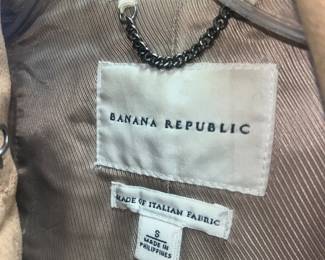 BANANA REPUBLIC
MADE OF ITALIAN FABRIC
S
MADE IN
PHILIPPINES